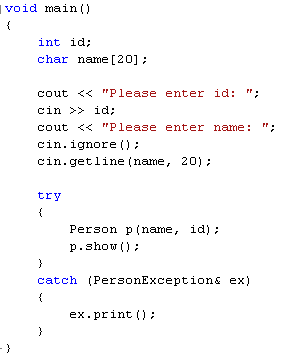 void main()
{
    int id;
    char name[20];

    cout << "Please enter id: ";
    cin >> id;
    cout << "Please enter name: ";
    cin.ignore();
    cin.getline(name, 20);

    try
    {
        Person p(name, id);
        p.show();
    }
    catch (PersonException& ex)
    {
        ex.print();
    }
}